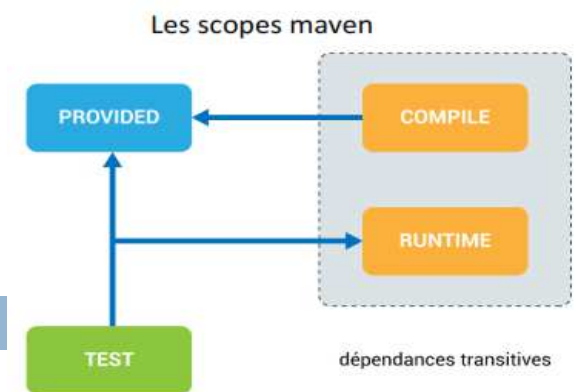 Les scopes maven
PROVIDED
COMPILE
RUNTIME
TEST
dépendances transitives